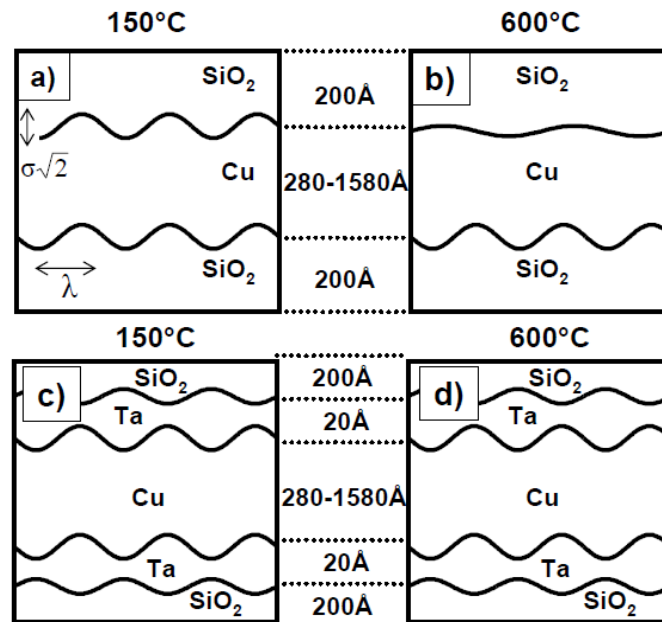 150°C 600°C
a) SiO₂ 200Å b) SiO₂
σ√2 Cu 280-1580Å Cu
λ SiO₂ 200Å SiO₂
150°C 600°C
c) SiO₂ 200Å d) SiO₂
Ta 20Å Ta
Cu 280-1580Å Cu
Ta 20Å Ta
SiO₂ 200Å SiO₂